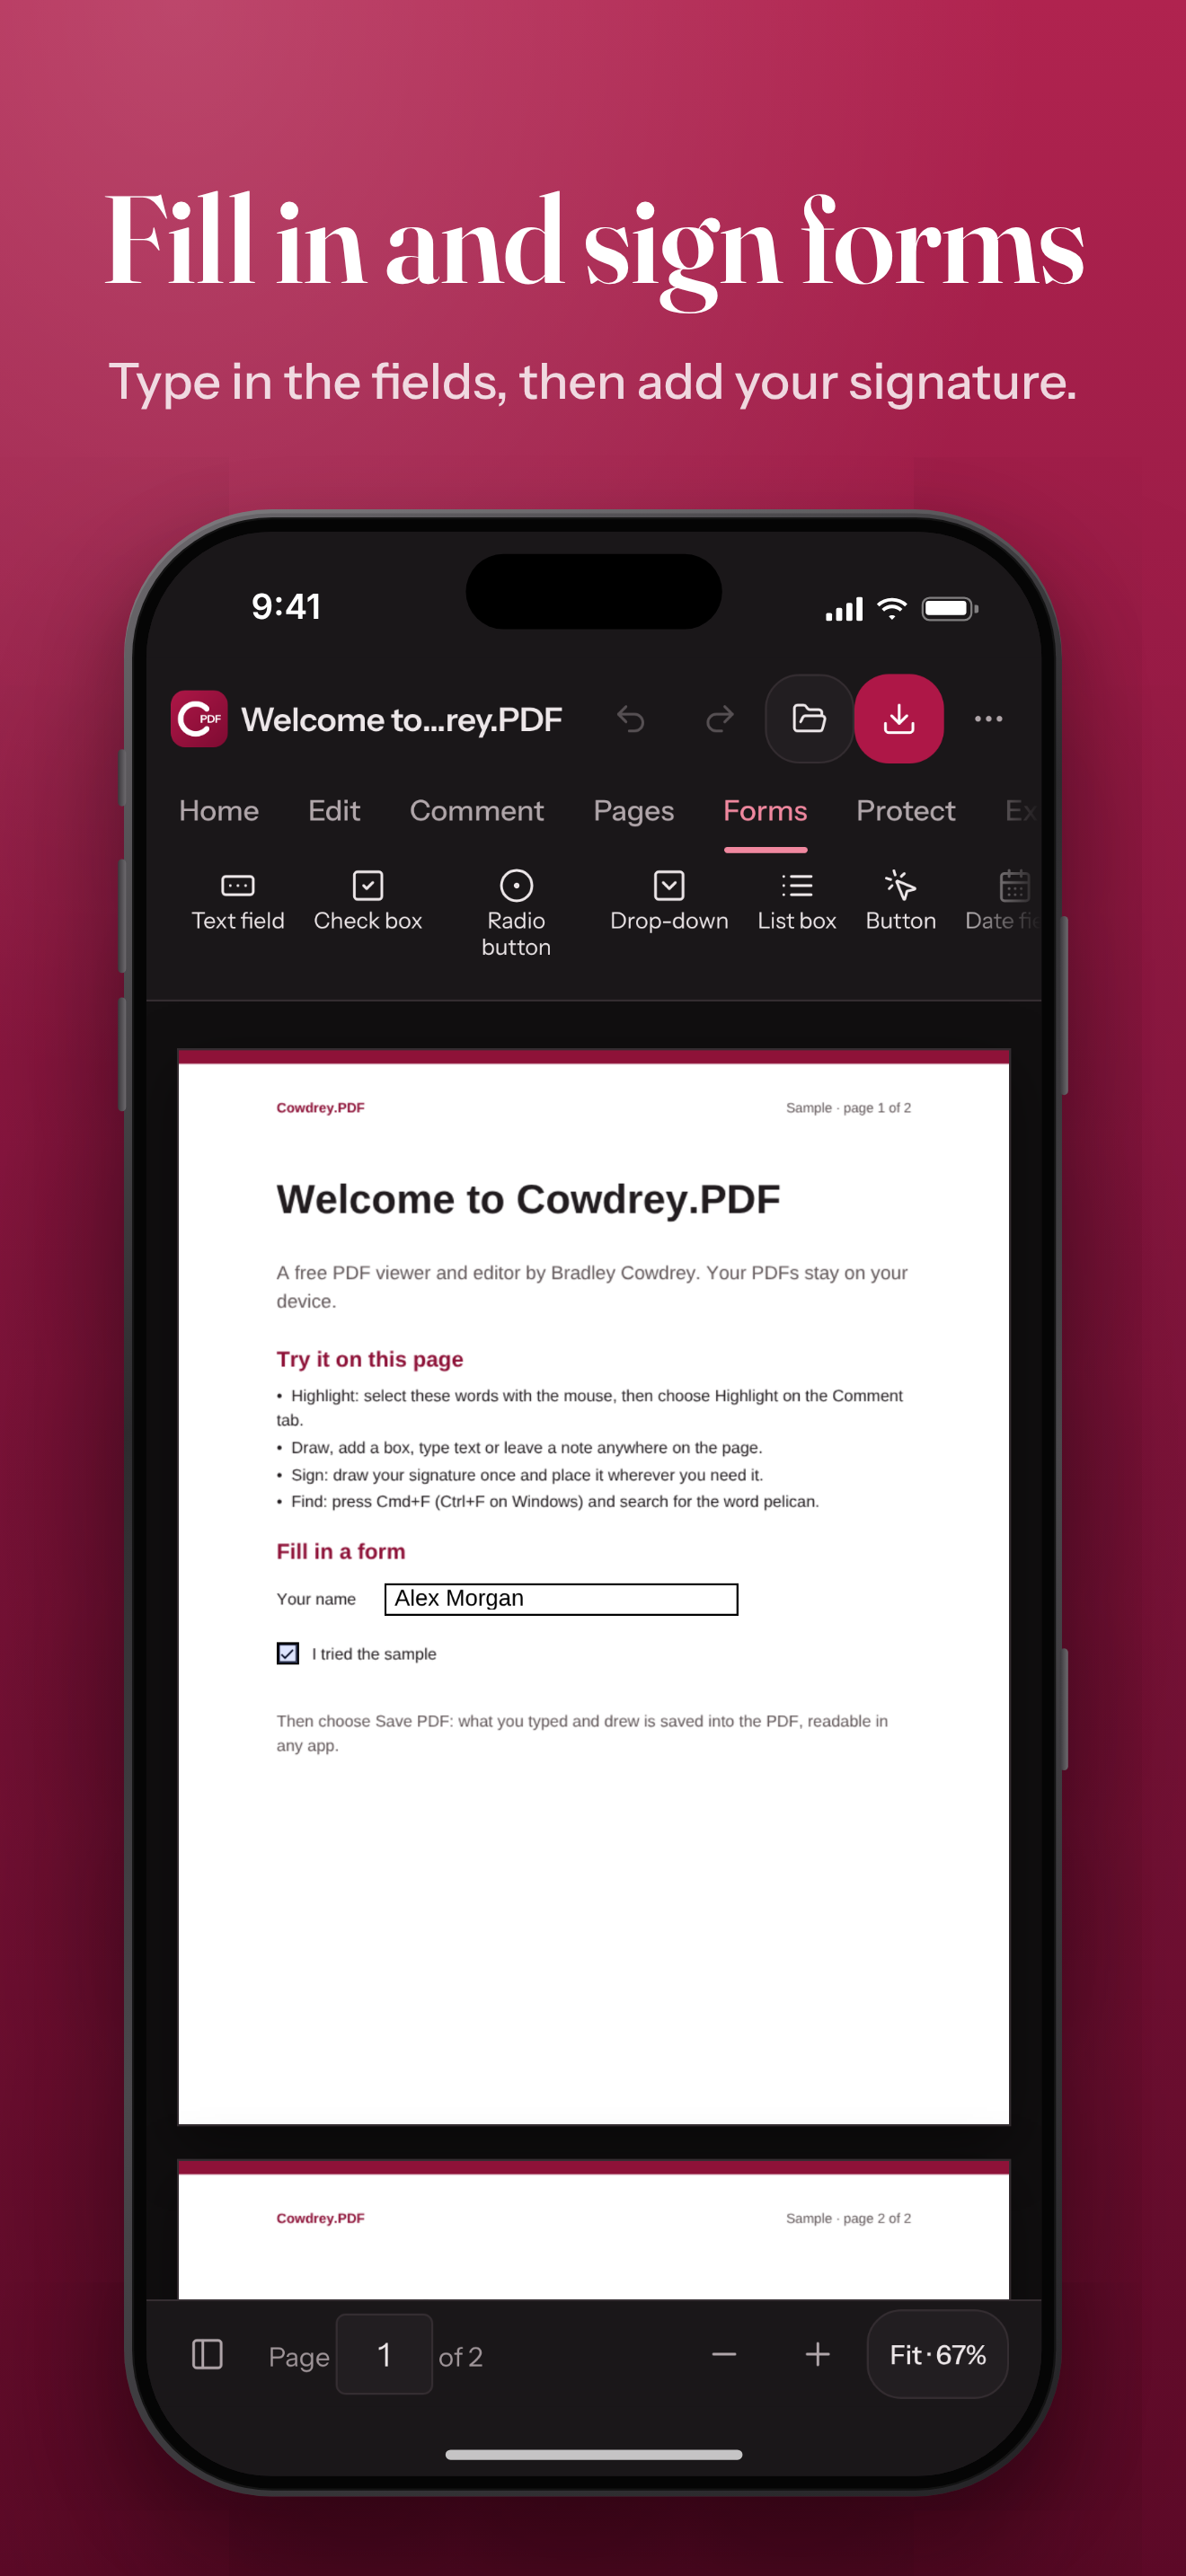 Fill in and sign forms
Type in the fields, then add your signature.
9:41
PDF
Welcome to...rey.PDF
Home Edit Comment Pages Forms Protect Ex
Text field Check box Radio button Drop-down List box Button Date fie
Cowdrey.PDF Sample · page 1 of 2
Welcome to Cowdrey.PDF
A free PDF viewer and editor by Bradley Cowdrey. Your PDFs stay on your
device.
Try it on this page
• Highlight: select these words with the mouse, then choose Highlight on the Comment
tab.
• Draw, add a box, type text or leave a note anywhere on the page.
• Sign: draw your signature once and place it wherever you need it.
• Find: press Cmd+F (Ctrl+F on Windows) and search for the word pelican.
Fill in a form
Your name Alex Morgan
I tried the sample
Then choose Save PDF: what you typed and drew is saved into the PDF, readable in
any app.
Cowdrey.PDF Sample · page 2 of 2
Page 1 of 2 Fit · 67%